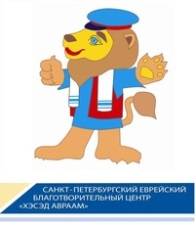 САНКТ-ПЕТЕРБУРГСКИЙ ЕВРЕЙСКИЙ
БЛАГОТВОРИТЕЛЬНЫЙ ЦЕНТР
«ХЭСЭД АВРААМ»